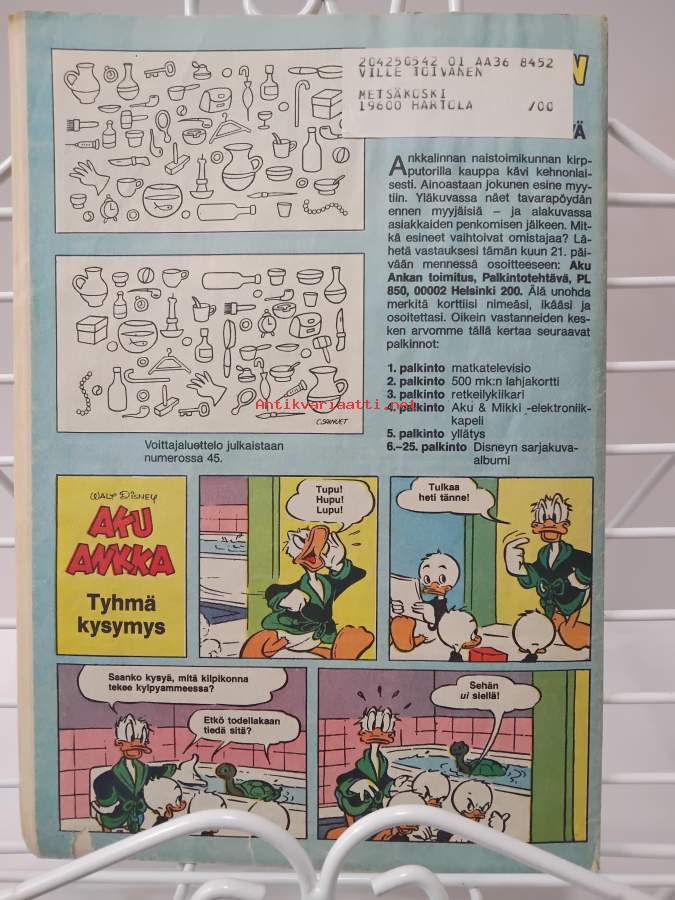 204250542 01 AA36 8452
VILLE TOIVANEN
METSÄKOSKI
19600 HARTOLA /00
N
Ä
Ankkalinnan naistoimikunnan kirp-
putorilla kauppa kävi kehnonlai-
sesti. Ainoastaan jokunen esine myy-
tiin. Yläkuvassa näet tavarapöydän
ennen myyjäisiä – ja alakuvassa
asiakkaiden penkomisen jälkeen. Mit-
kä esineet vaihtoivat omistajaa? Lä-
hetä vastauksesi tämän kuun 21. päi-
vään mennessä osoitteeseen: Aku
Ankan toimitus, Palkintotehtävä, PL
850, 00002 Helsinki 200. Älä unohda
merkitä korttiisi nimeäsi, ikääsi ja
osoitettasi. Oikein vastanneiden kes-
ken arvomme tällä kertaa seuraavat
palkinnot:
1. palkinto matkatelevisio
2. palkinto 500 mk:n lahjakortti
3. palkinto retkeilykiikari
4. palkinto Aku & Mikki -elektroniik-
kapeli
5. palkinto yllätys
6.–25. palkinto Disneyn sarjakuva-
albumi
Antikvariaatti.net
Voittajaluettelo julkaistaan
numerossa 45.
WALT DISNEY
AKU
ANKKA
Tyhmä
kysymys
Tupu!
Hupu!
Lupu!
Tulkaa
heti tänne!
Saanko kysyä, mitä kilpikonna
tekee kylpyammeessa?
Etkö todellakaan
tiedä sitä?
Sehän
ui siellä!